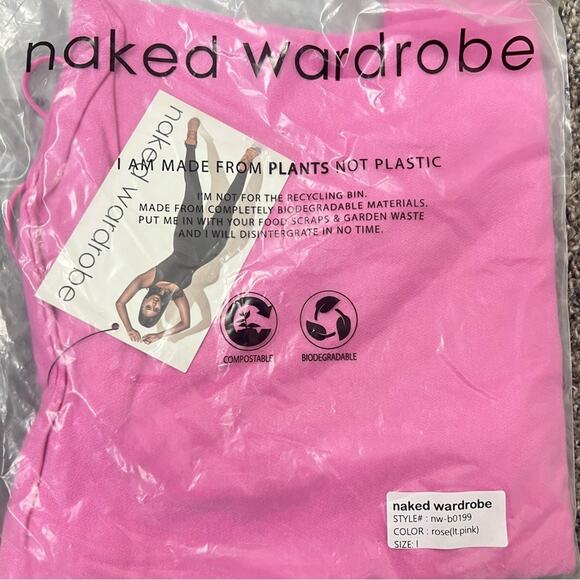 naked wardrobe
naked wardrobe
I AM MADE FROM PLANTS NOT PLASTIC
I'M NOT FOR THE RECYCLING BIN.
MADE FROM COMPLETELY BIODEGRADABLE MATERIALS.
PUT ME IN WITH YOUR FOOD SCRAPS & GARDEN WASTE
AND I WILL DISINTERGRATE IN NO TIME.
COMPOSTABLE
BIODEGRADABLE
naked wardrobe
STYLE# : nw-b0199
COLOR : rose(lt.pink)
SIZE: l